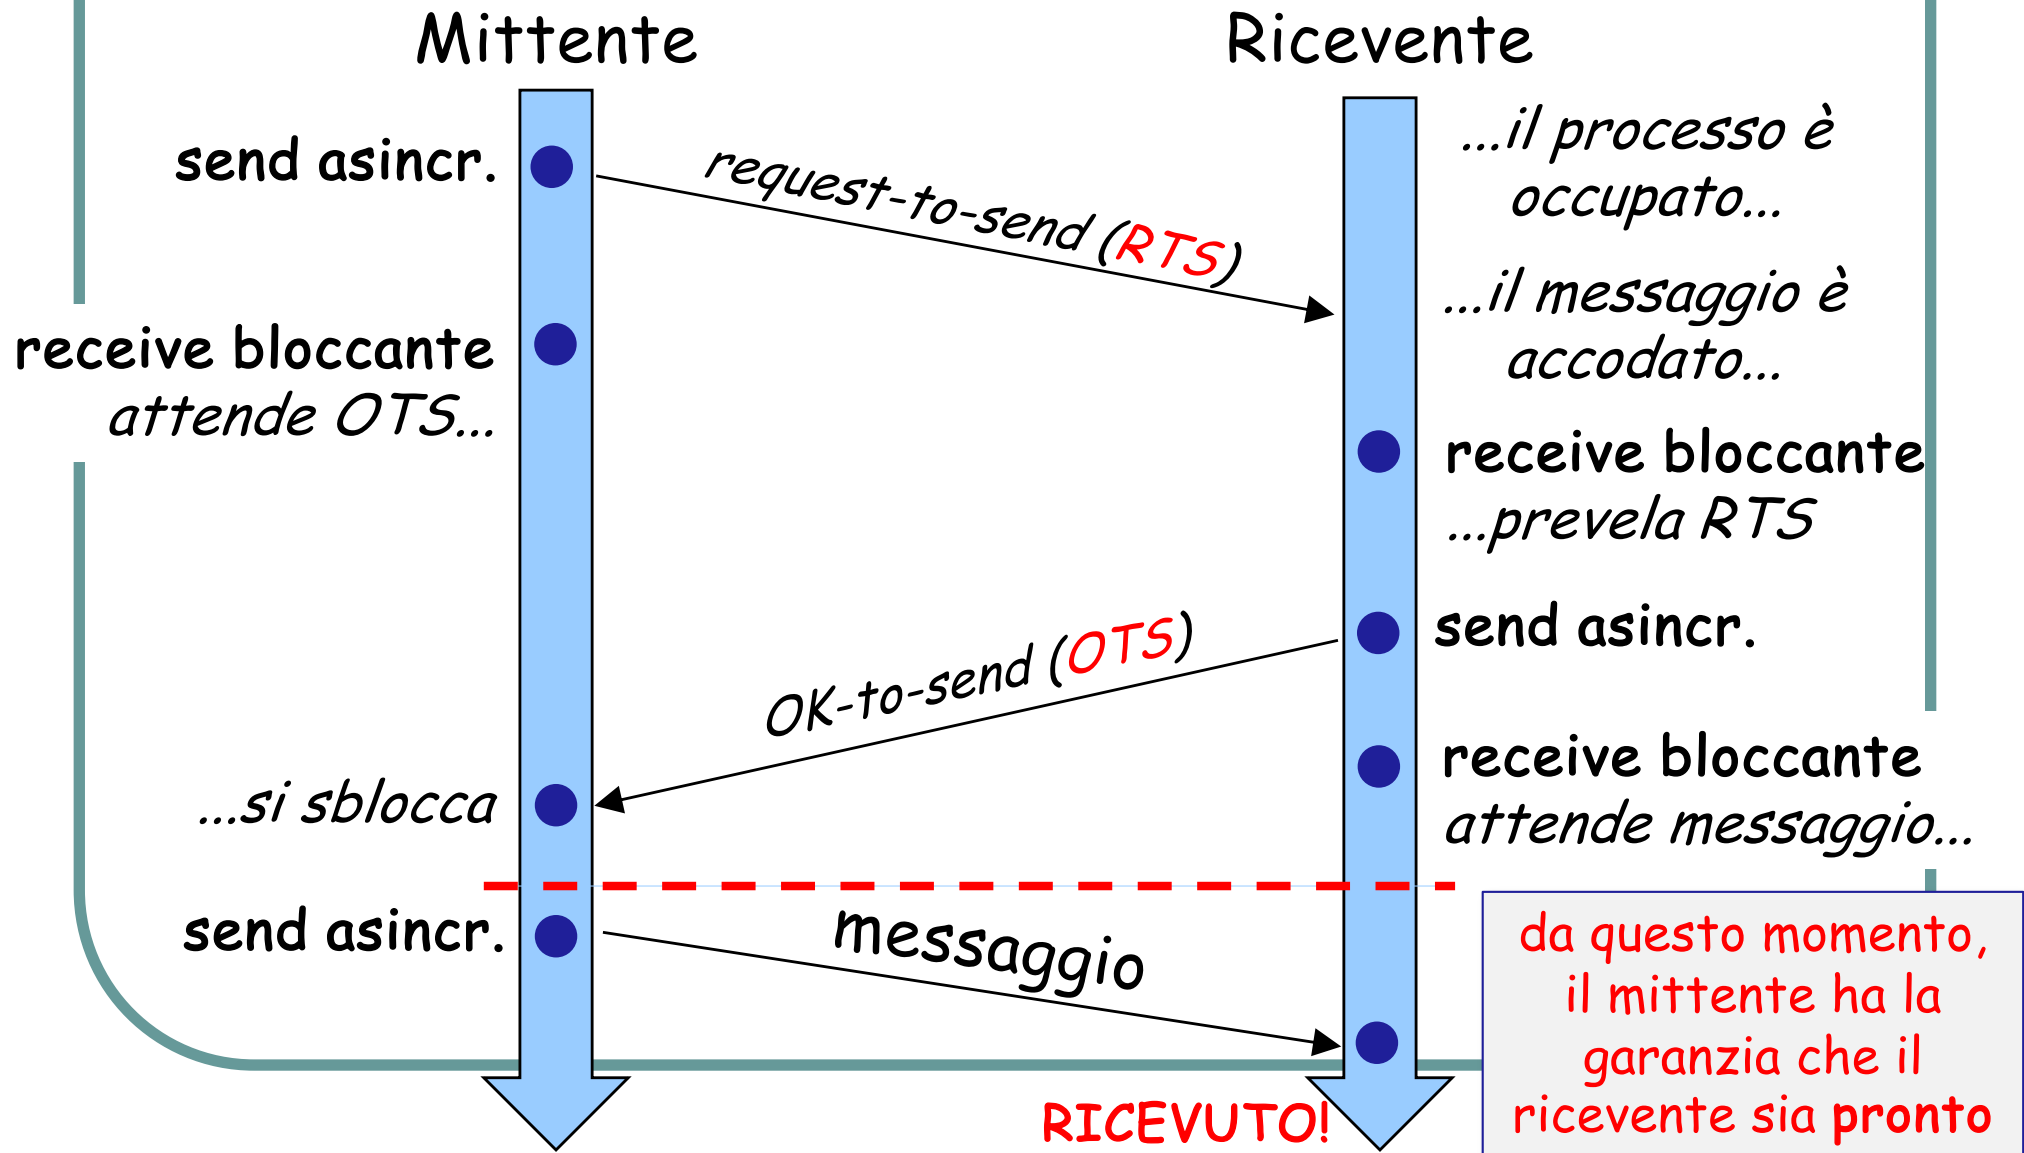 Mittente
Ricevente
send asincr.
request-to-send (RTS)
...il processo è
occupato...
...il messaggio è
accodato...
receive bloccante
attende OTS...
receive bloccante
...prevela RTS
send asincr.
OK-to-send (OTS)
receive bloccante
attende messaggio...
...si sblocca
send asincr.
messaggio
da questo momento,
il mittente ha la
garanzia che il
ricevente sia pronto
RICEVUTO!